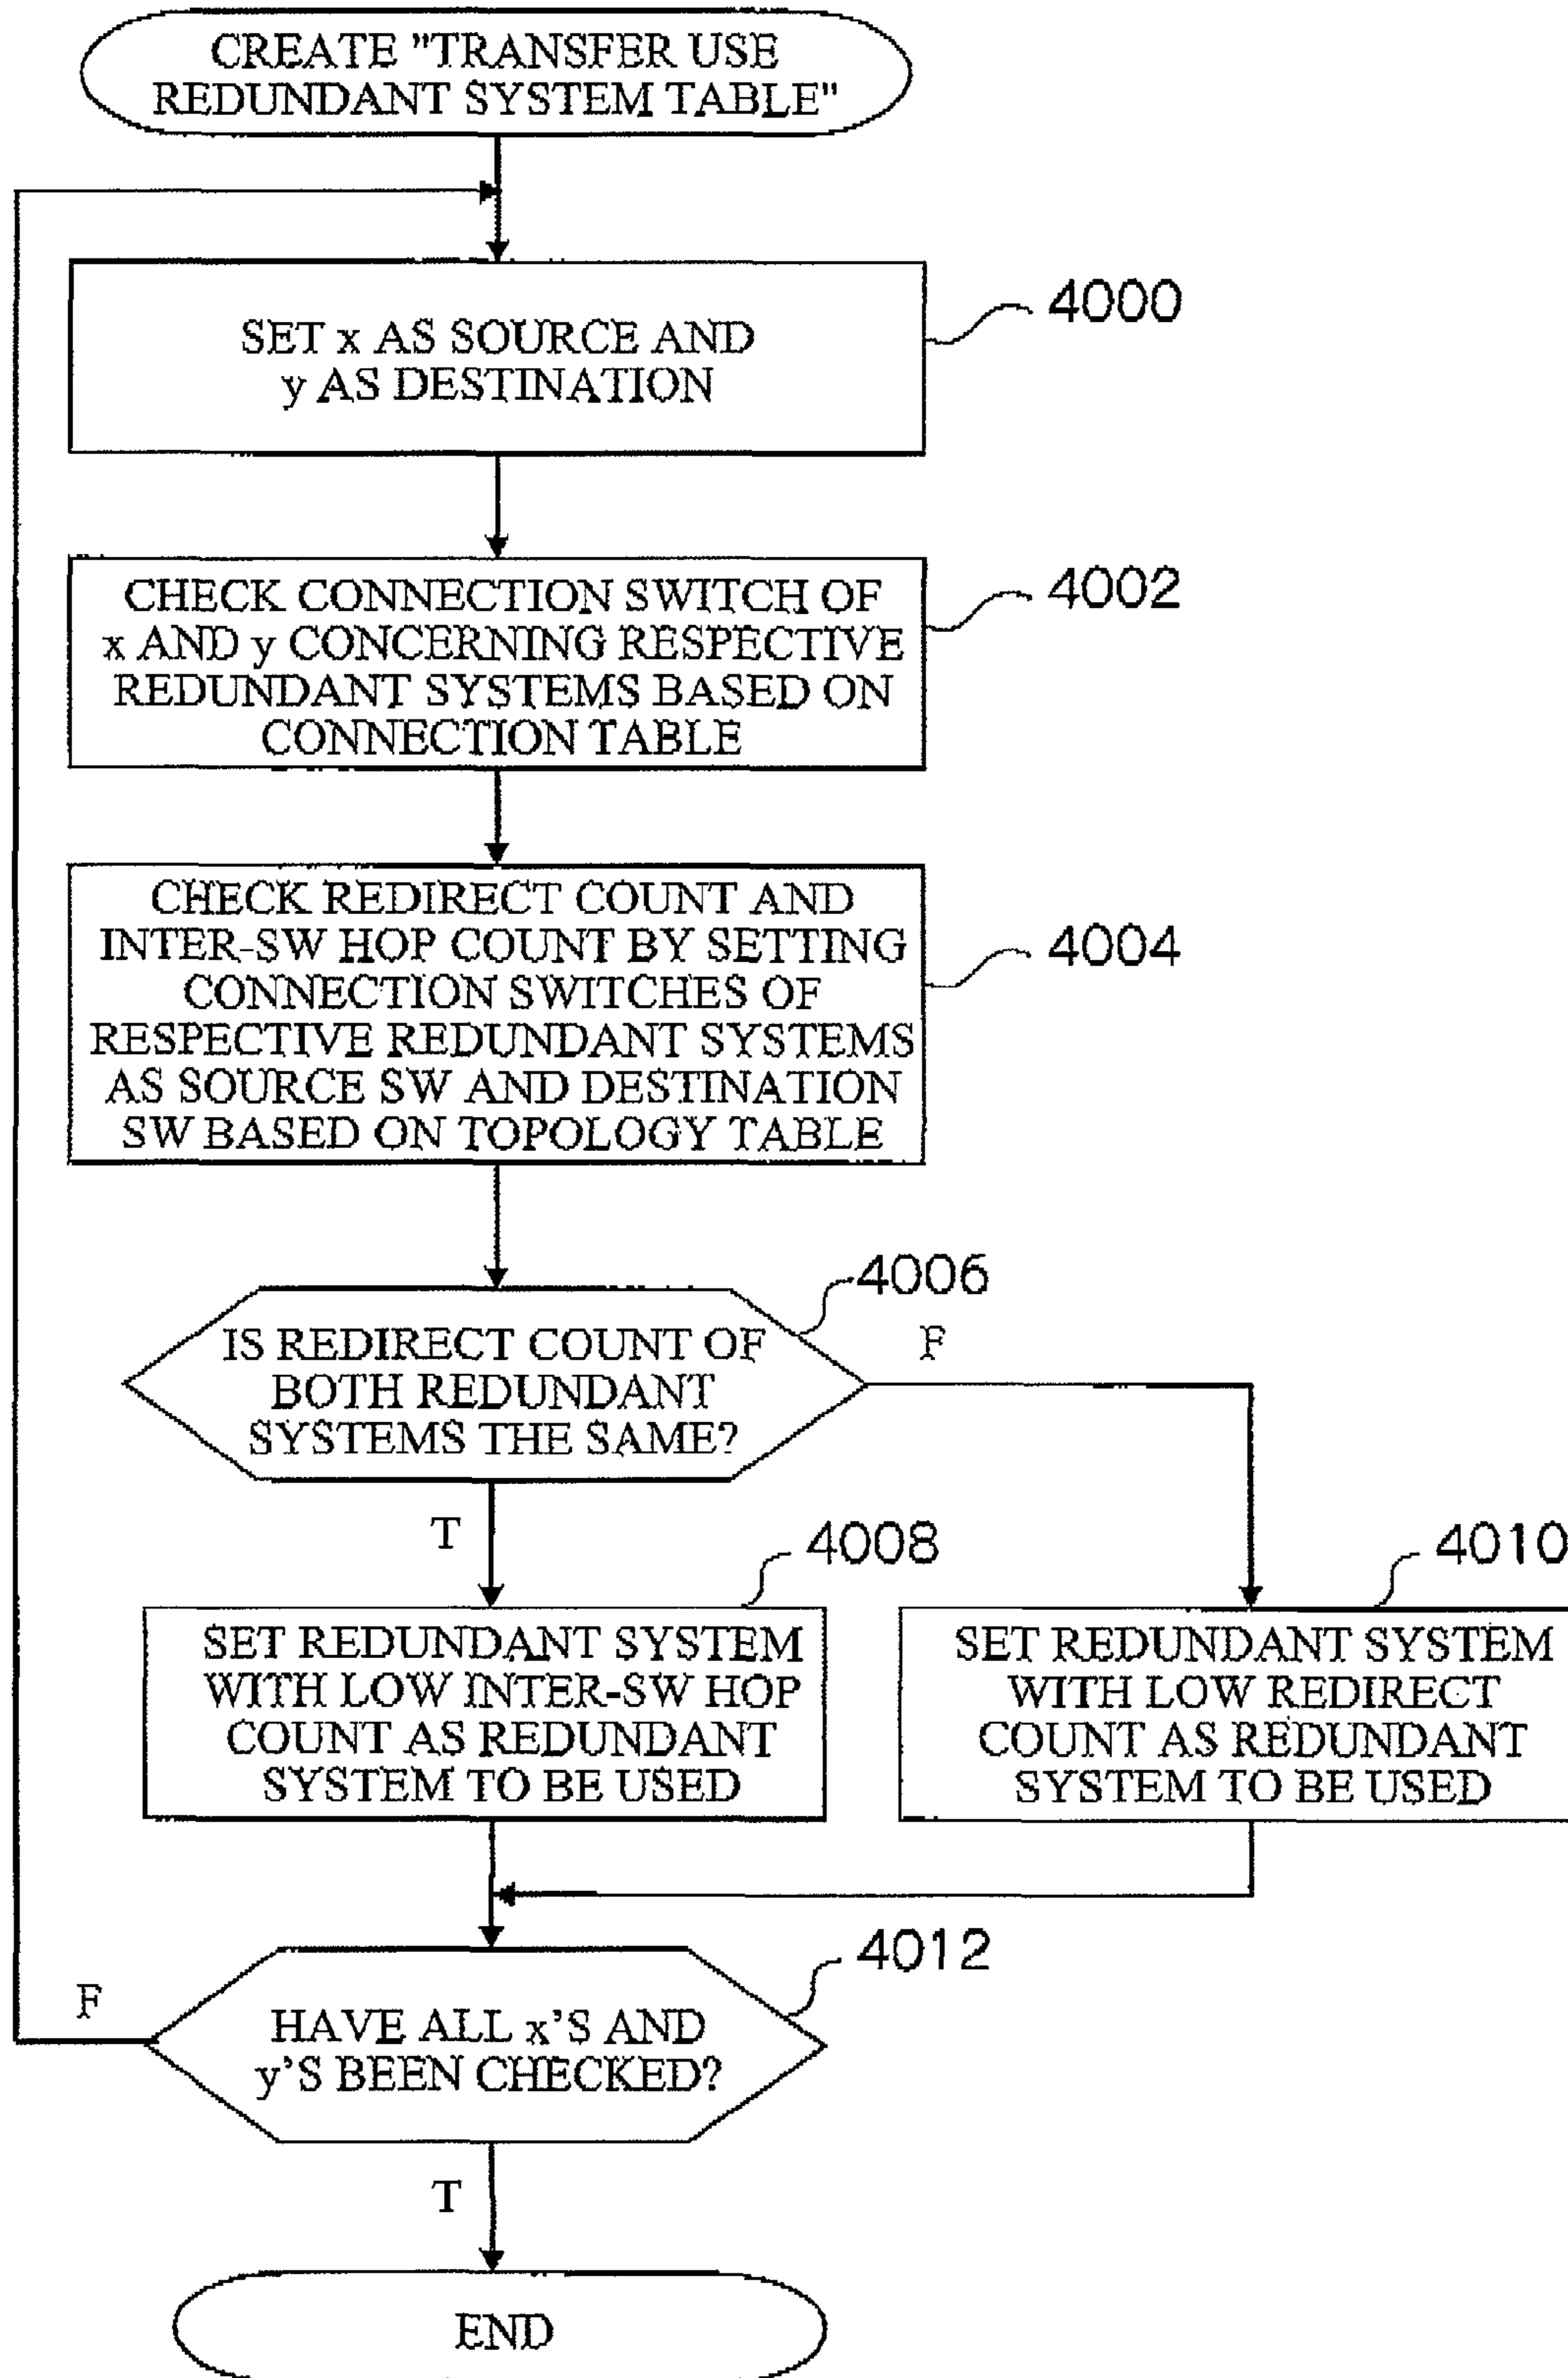 CREATE "TRANSFER USE
REDUNDANT SYSTEM TABLE"
SET x AS SOURCE AND
y AS DESTINATION
4000
CHECK CONNECTION SWITCH OF
x AND y CONCERNING RESPECTIVE
REDUNDANT SYSTEMS BASED ON
CONNECTION TABLE
4002
CHECK REDIRECT COUNT AND
INTER-SW HOP COUNT BY SETTING
CONNECTION SWITCHES OF
RESPECTIVE REDUNDANT SYSTEMS
AS SOURCE SW AND DESTINATION
SW BASED ON TOPOLOGY TABLE
4004
IS REDIRECT COUNT OF
BOTH REDUNDANT
SYSTEMS THE SAME?
4006
F
T
4008
SET REDUNDANT SYSTEM
WITH LOW INTER-SW HOP
COUNT AS REDUNDANT
SYSTEM TO BE USED
4010
SET REDUNDANT SYSTEM
WITH LOW REDIRECT
COUNT AS REDUNDANT
SYSTEM TO BE USED
4012
F
HAVE ALL x'S AND
y'S BEEN CHECKED?
T
END